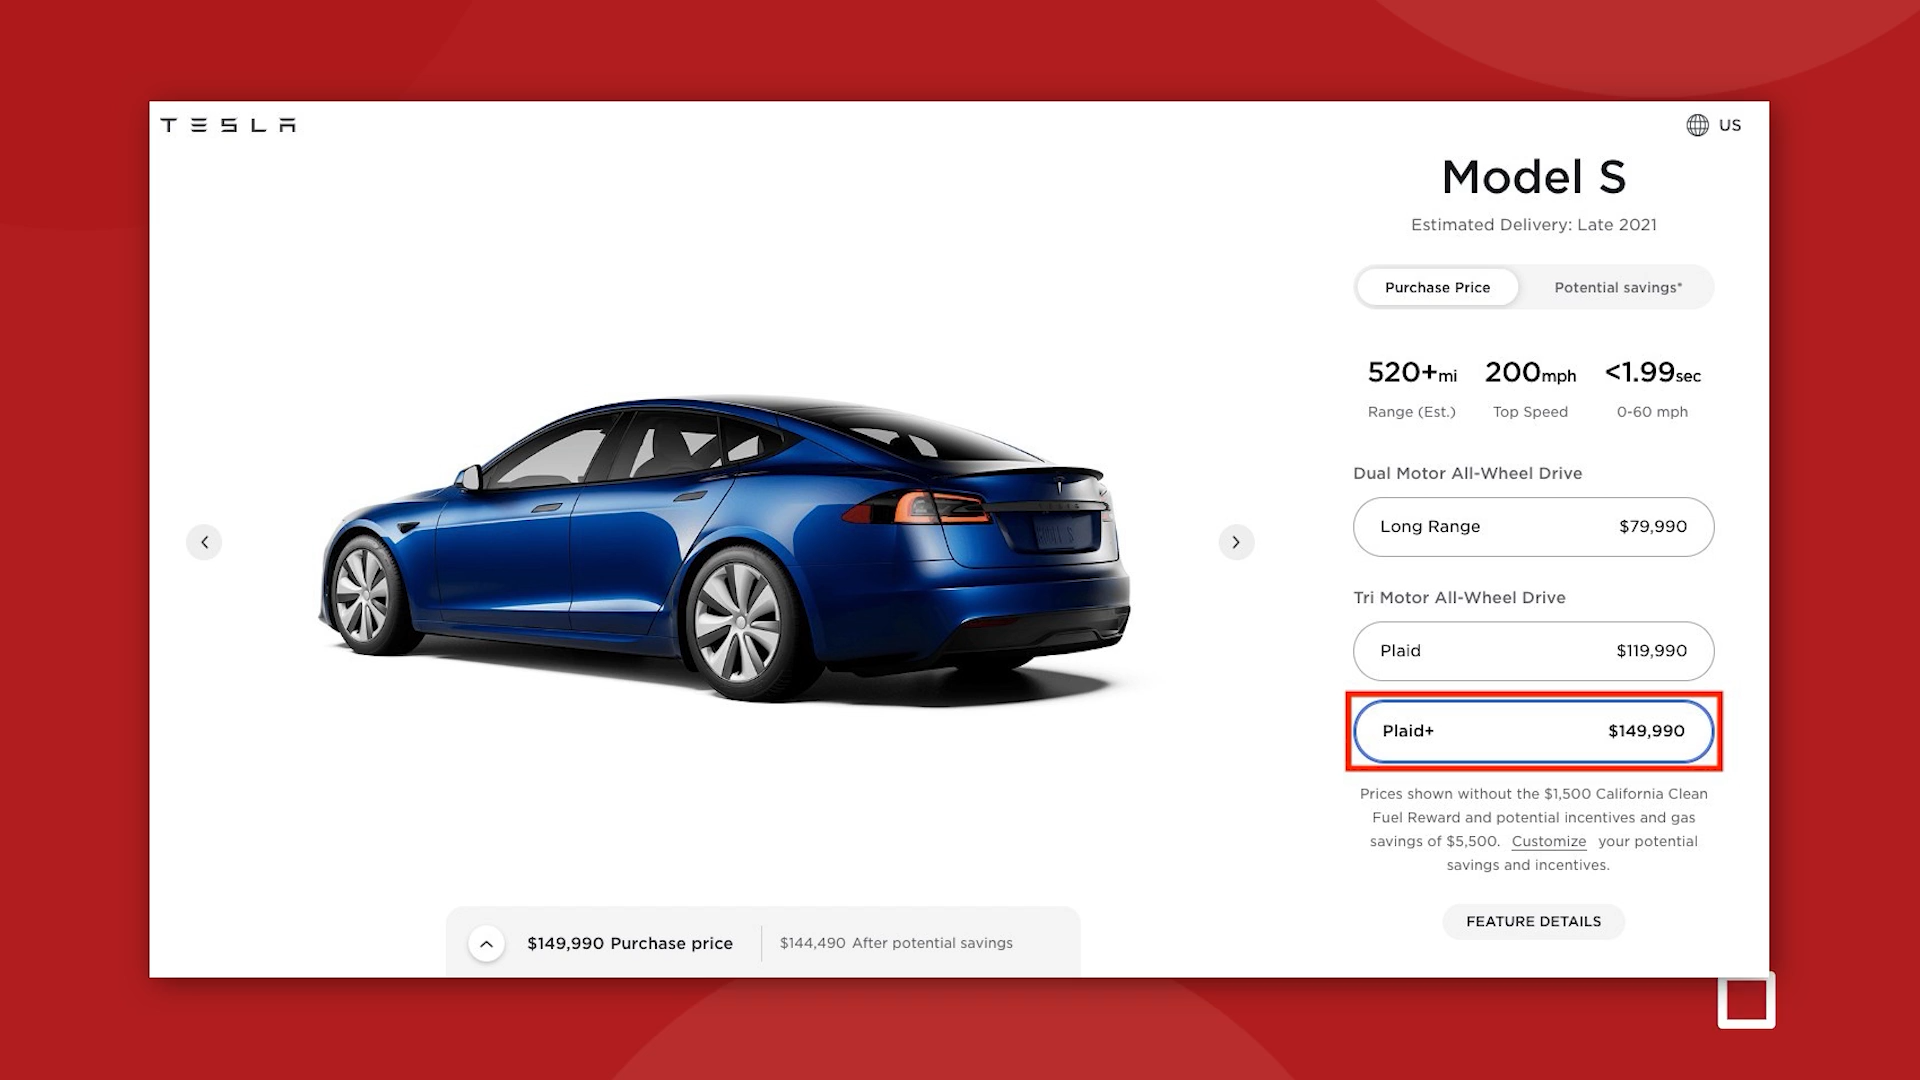 TESLA
US
Model S
Estimated Delivery: Late 2021
Purchase Price
Potential savings*
520+mi 200mph <1.99sec
Range (Est.) Top Speed 0-60 mph
Dual Motor All-Wheel Drive
Long Range $79,990
Tri Motor All-Wheel Drive
Plaid $119,990
Plaid+ $149,990
Prices shown without the $1,500 California Clean
Fuel Reward and potential incentives and gas
savings of $5,500. Customize your potential
savings and incentives.
FEATURE DETAILS
$149,990 Purchase price
$144,490 After potential savings